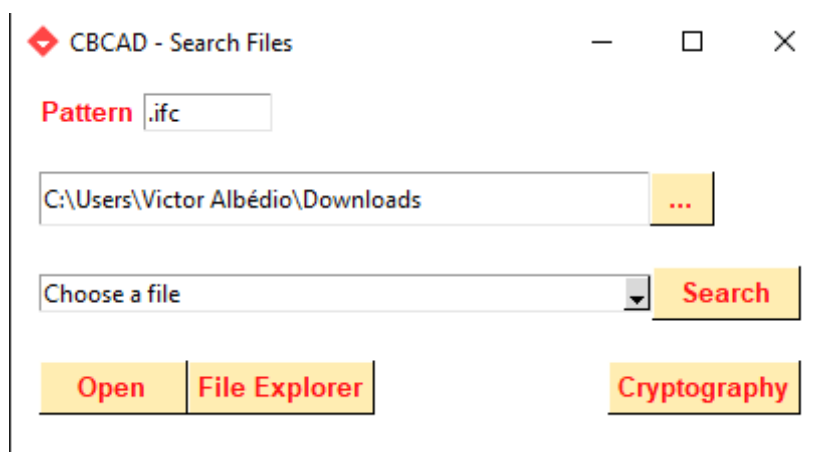 CBCAD - Search Files
Pattern .ifc
C:\Users\Victor Albédio\Downloads ...
Choose a file Search
Open File Explorer Cryptography